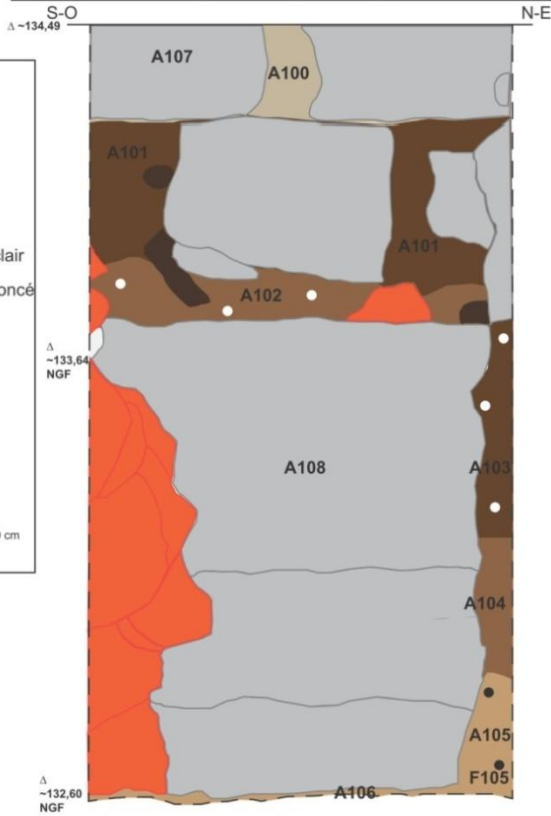 S-O
N-E
Δ ~134,49
A107
A100
A101
A101
lair
oncé
A102
Δ
~133,64
NGF
A108
A103
cm
A104
A105
F105
Δ
~132,60
NGF
A106